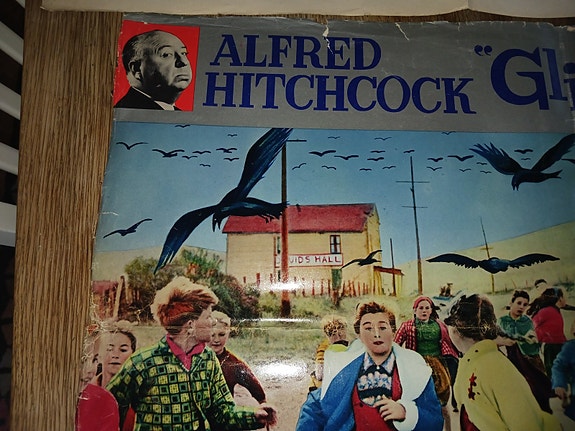 ALFRED
HITCHCOCK
"Gli
VIDS HALL